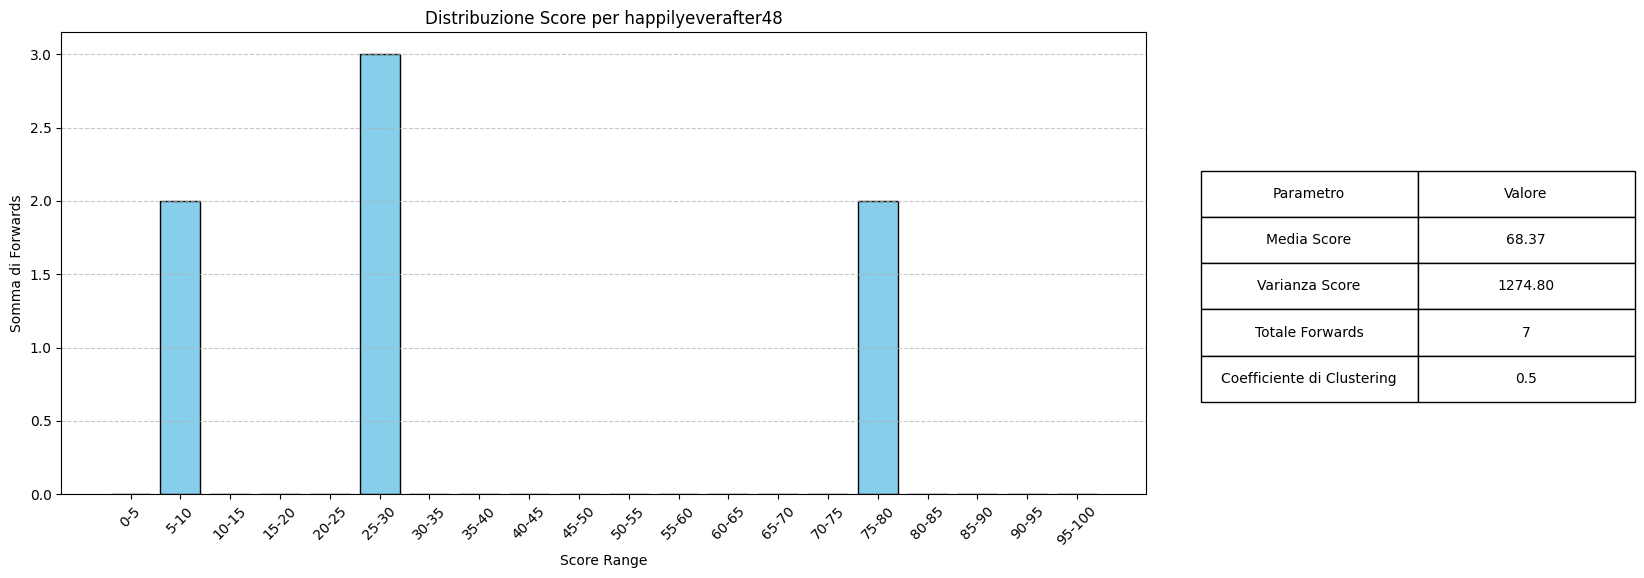 Distribuzione Score per happilyeverafter48
Somma di Forwards
3.0
2.5
2.0
1.5
1.0
0.5
0.0
0-5 5-10 10-15 15-20 20-25 25-30 30-35 35-40 40-45 45-50 50-55 55-60 60-65 65-70 70-75 75-80 80-85 85-90 90-95 95-100
Score Range
Parametro Valore
Media Score 68.37
Varianza Score 1274.80
Totale Forwards 7
Coefficiente di Clustering 0.5